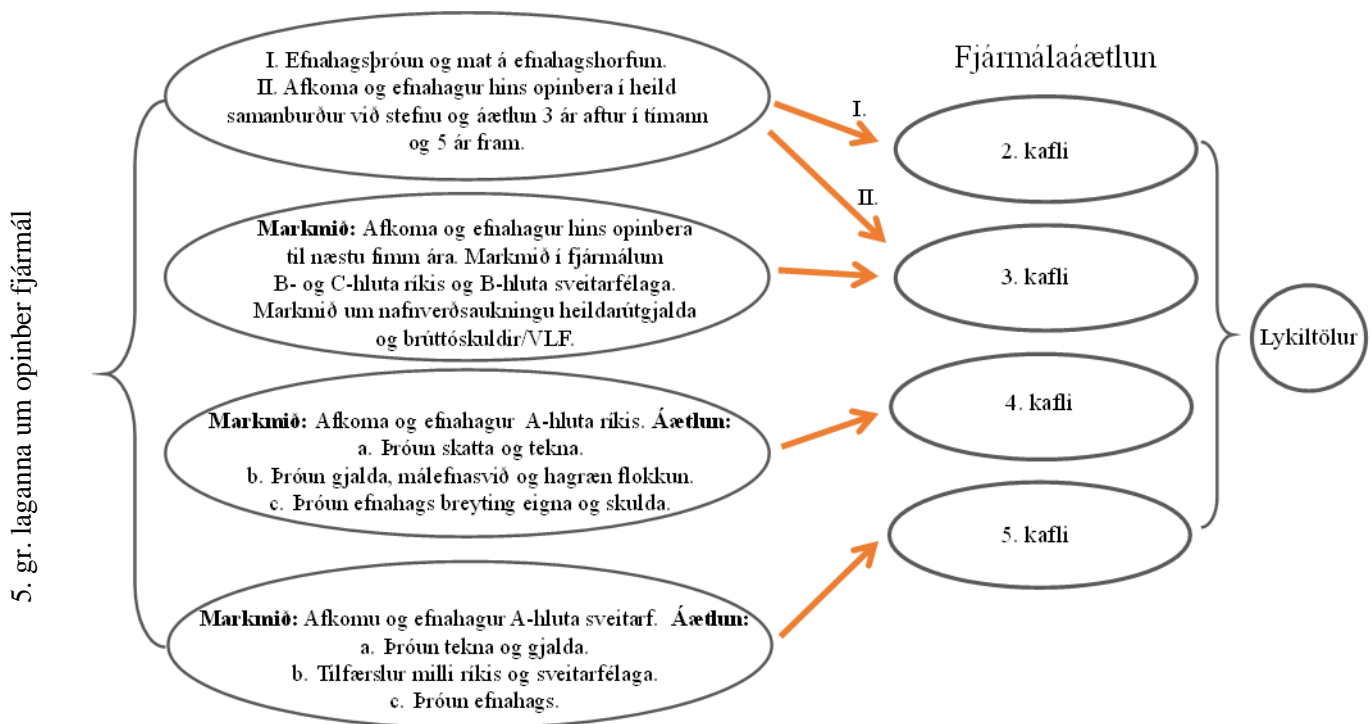 5. gr. laganna um opinber fjármál
I. Efnahagsþróun og mat á efnahagshorfum.
II. Afkoma og efnahagur hins opinbera í heild
samanburður við stefnu og áætlun 3 ár aftur í tímann
og 5 ár fram.
Markmið: Afkoma og efnahagur hins opinbera
til næstu fimm ára. Markmið í fjármálum
B- og C-hluta ríkis og B-hluta sveitarfélaga.
Markmið um nafnverðsaukningu heildarútgjalda
og brúttóskuldir/VLF.
Markmið: Afkoma og efnahagur A-hluta ríkis. Áætlun:
a. Þróun skatta og tekna.
b. Þróun gjalda, málefnasvið og hagræn flokkun.
c. Þróun efnahags breyting eigna og skulda.
Markmið: Afkomu og efnahagur A-hluta sveitarf. Áætlun:
a. Þróun tekna og gjalda.
b. Tilfærslur milli ríkis og sveitarfélaga.
c. Þróun efnahags.
I.
II.
Fjármálaáætlun
2. kafli
3. kafli
4. kafli
5. kafli
Lykiltölur